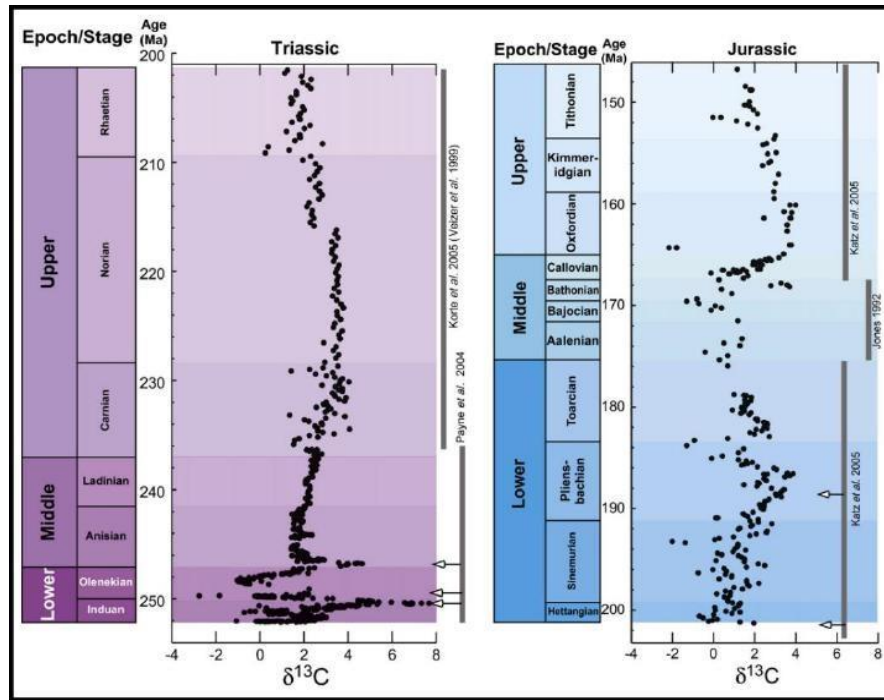 Epoch/Stage
Age
(Ma)
Triassic
200
210
220
230
240
250
Upper
Middle
Lower
Rhaetian
Norian
Carnian
Ladinian
Anisian
Olenekian
Induan
Korte et al. 2005 (Veizer et al. 1999)
Payne et al. 2004
-4 -2 0 2 4 6 8
δ13C
Epoch/Stage
Age
(Ma)
Jurassic
150
160
170
180
190
200
Upper
Middle
Lower
Tithonian
Kimmer-
idgian
Oxfordian
Callovian
Bathonian
Bajocian
Aalenian
Toarcian
Pliens-
bachian
Sinemurian
Hettangian
Katz et al. 2005
Jones 1992
Katz et al. 2005
-4 -2 0 2 4 6 8
δ13C